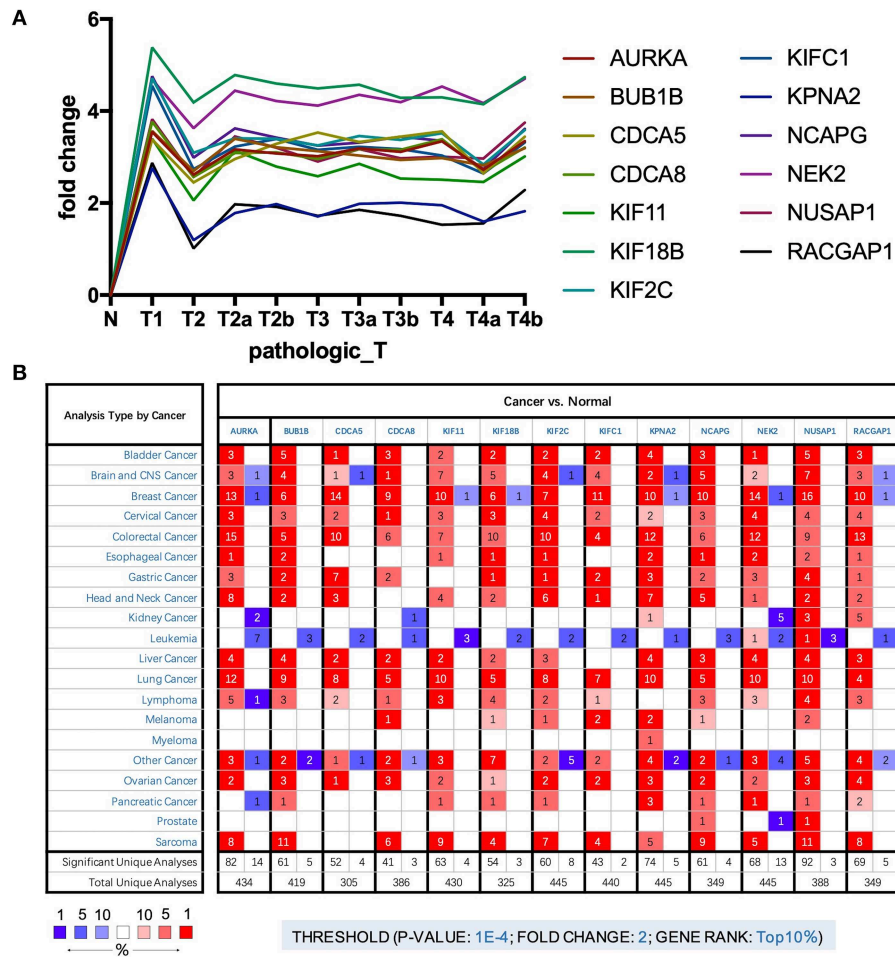 A
6
4
2
0
fold change
N T1 T2 T2a T2b T3 T3a T3b T4 T4a T4b
pathologic_T
AURKA
BUB1B
CDCA5
CDCA8
KIF11
KIF18B
KIF2C
KIFC1
KPNA2
NCAPG
NEK2
NUSAP1
RACGAP1
B
Analysis Type by Cancer
Cancer vs. Normal
AURKA BUB1B CDCA5 CDCA8 KIF11 KIF18B KIF2C KIFC1 KPNA2 NCAPG NEK2 NUSAP1 RACGAP1
Bladder Cancer 3 5 1 3 2 2 2 2 4 3 1 5 3
Brain and CNS Cancer 3 1 4 1 1 1 7 5 4 1 4 2 1 5 2 7 3 1
Breast Cancer 13 1 6 14 9 10 1 6 1 7 11 10 1 10 14 1 16 10 1
Cervical Cancer 3 3 2 1 3 3 4 2 2 3 4 4 4
Colorectal Cancer 15 5 10 6 7 10 10 4 12 6 12 9 13
Esophageal Cancer 1 2 1 1 1 2 1 2 2 1
Gastric Cancer 3 2 7 2 1 1 2 3 2 3 4 1
Head and Neck Cancer 8 2 3 4 2 6 1 7 5 1 2 2
Kidney Cancer 2 1 1 5 3 5
Leukemia 7 3 2 1 3 2 2 2 1 3 1 2 1 3 1
Liver Cancer 4 4 2 2 2 2 3 4 3 4 4 3
Lung Cancer 12 9 8 5 10 5 8 7 10 5 10 10 4
Lymphoma 5 1 3 2 1 3 4 2 1 3 3 4 3
Melanoma 1 1 1 2 2 1 2
Myeloma 1
Other Cancer 3 1 2 2 1 1 2 1 3 7 2 5 2 4 2 2 1 3 4 5 4 2
Ovarian Cancer 2 3 1 3 2 1 2 2 3 2 2 3 4
Pancreatic Cancer 1 1 1 1 1 3 1 1 1 2
Prostate 1 1 1
Sarcoma 8 11 6 9 4 7 4 5 9 5 11 8
Significant Unique Analyses 82 14 61 5 52 4 41 3 63 4 54 3 60 8 43 2 74 5 61 4 68 13 92 3 69 5
Total Unique Analyses 434 419 305 386 430 325 445 440 445 349 445 388 349
1 5 10 10 5 1
%
THRESHOLD (P-VALUE: 1E-4; FOLD CHANGE: 2; GENE RANK: Top10%)